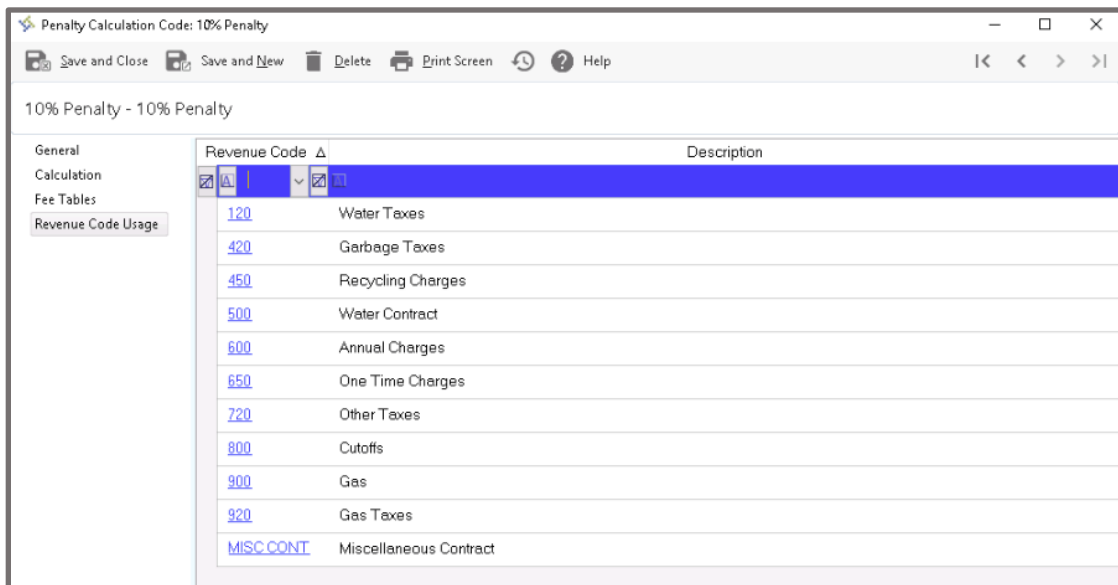 Penalty Calculation Code: 10% Penalty
Save and Close Save and New Delete Print Screen Help
10% Penalty - 10% Penalty
General
Calculation
Fee Tables
Revenue Code Usage
Revenue Code Description
120 Water Taxes
420 Garbage Taxes
450 Recycling Charges
500 Water Contract
600 Annual Charges
650 One Time Charges
720 Other Taxes
800 Cutoffs
900 Gas
920 Gas Taxes
MISC CONT Miscellaneous Contract